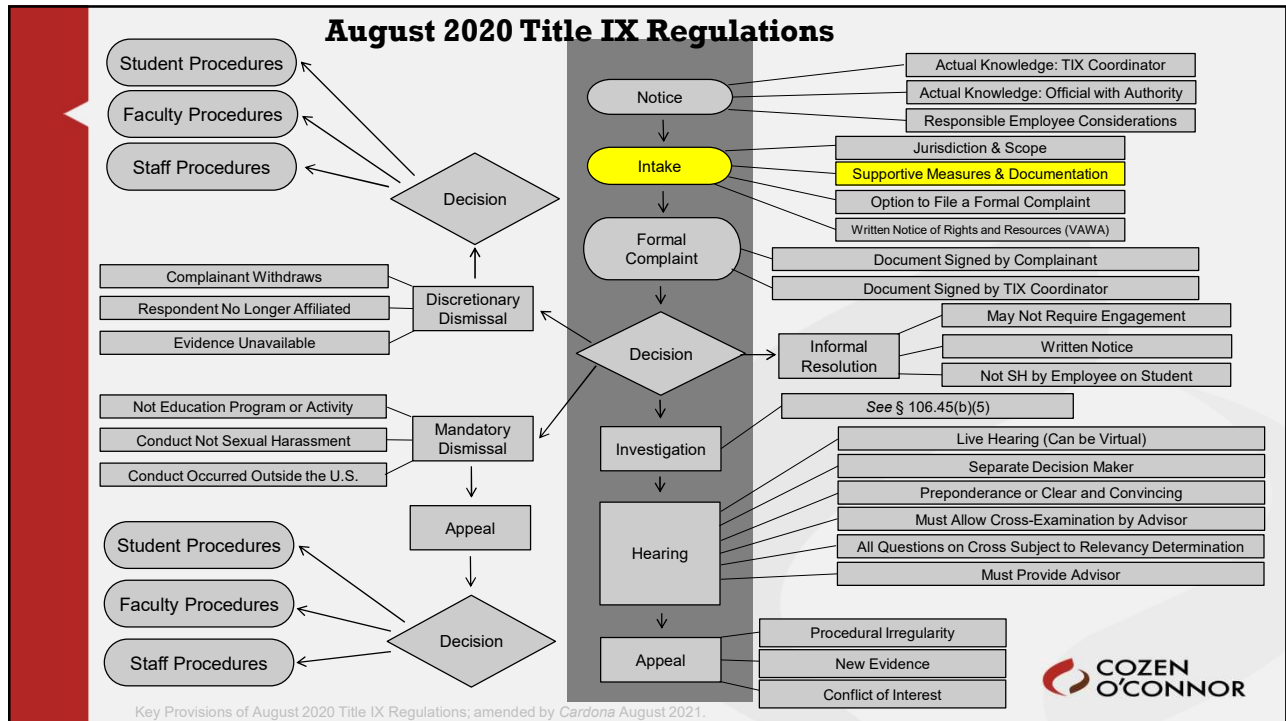 August 2020 Title IX Regulations
Student Procedures
Faculty Procedures
Staff Procedures
Decision
Complainant Withdraws
Respondent No Longer Affiliated
Evidence Unavailable
Discretionary
Dismissal
Not Education Program or Activity
Conduct Not Sexual Harassment
Conduct Occurred Outside the U.S.
Mandatory
Dismissal
Appeal
Student Procedures
Faculty Procedures
Staff Procedures
Decision
Notice
Actual Knowledge: TIX Coordinator
Actual Knowledge: Official with Authority
Responsible Employee Considerations
Intake
Jurisdiction & Scope
Supportive Measures & Documentation
Option to File a Formal Complaint
Written Notice of Rights and Resources (VAWA)
Formal
Complaint
Document Signed by Complainant
Document Signed by TIX Coordinator
Decision
Informal
Resolution
May Not Require Engagement
Written Notice
Not SH by Employee on Student
Investigation
See § 106.45(b)(5)
Hearing
Live Hearing (Can be Virtual)
Separate Decision Maker
Preponderance or Clear and Convincing
Must Allow Cross-Examination by Advisor
All Questions on Cross Subject to Relevancy Determination
Must Provide Advisor
Appeal
Procedural Irregularity
New Evidence
Conflict of Interest
COZEN
O'CONNOR
Key Provisions of August 2020 Title IX Regulations; amended by Cardona August 2021.